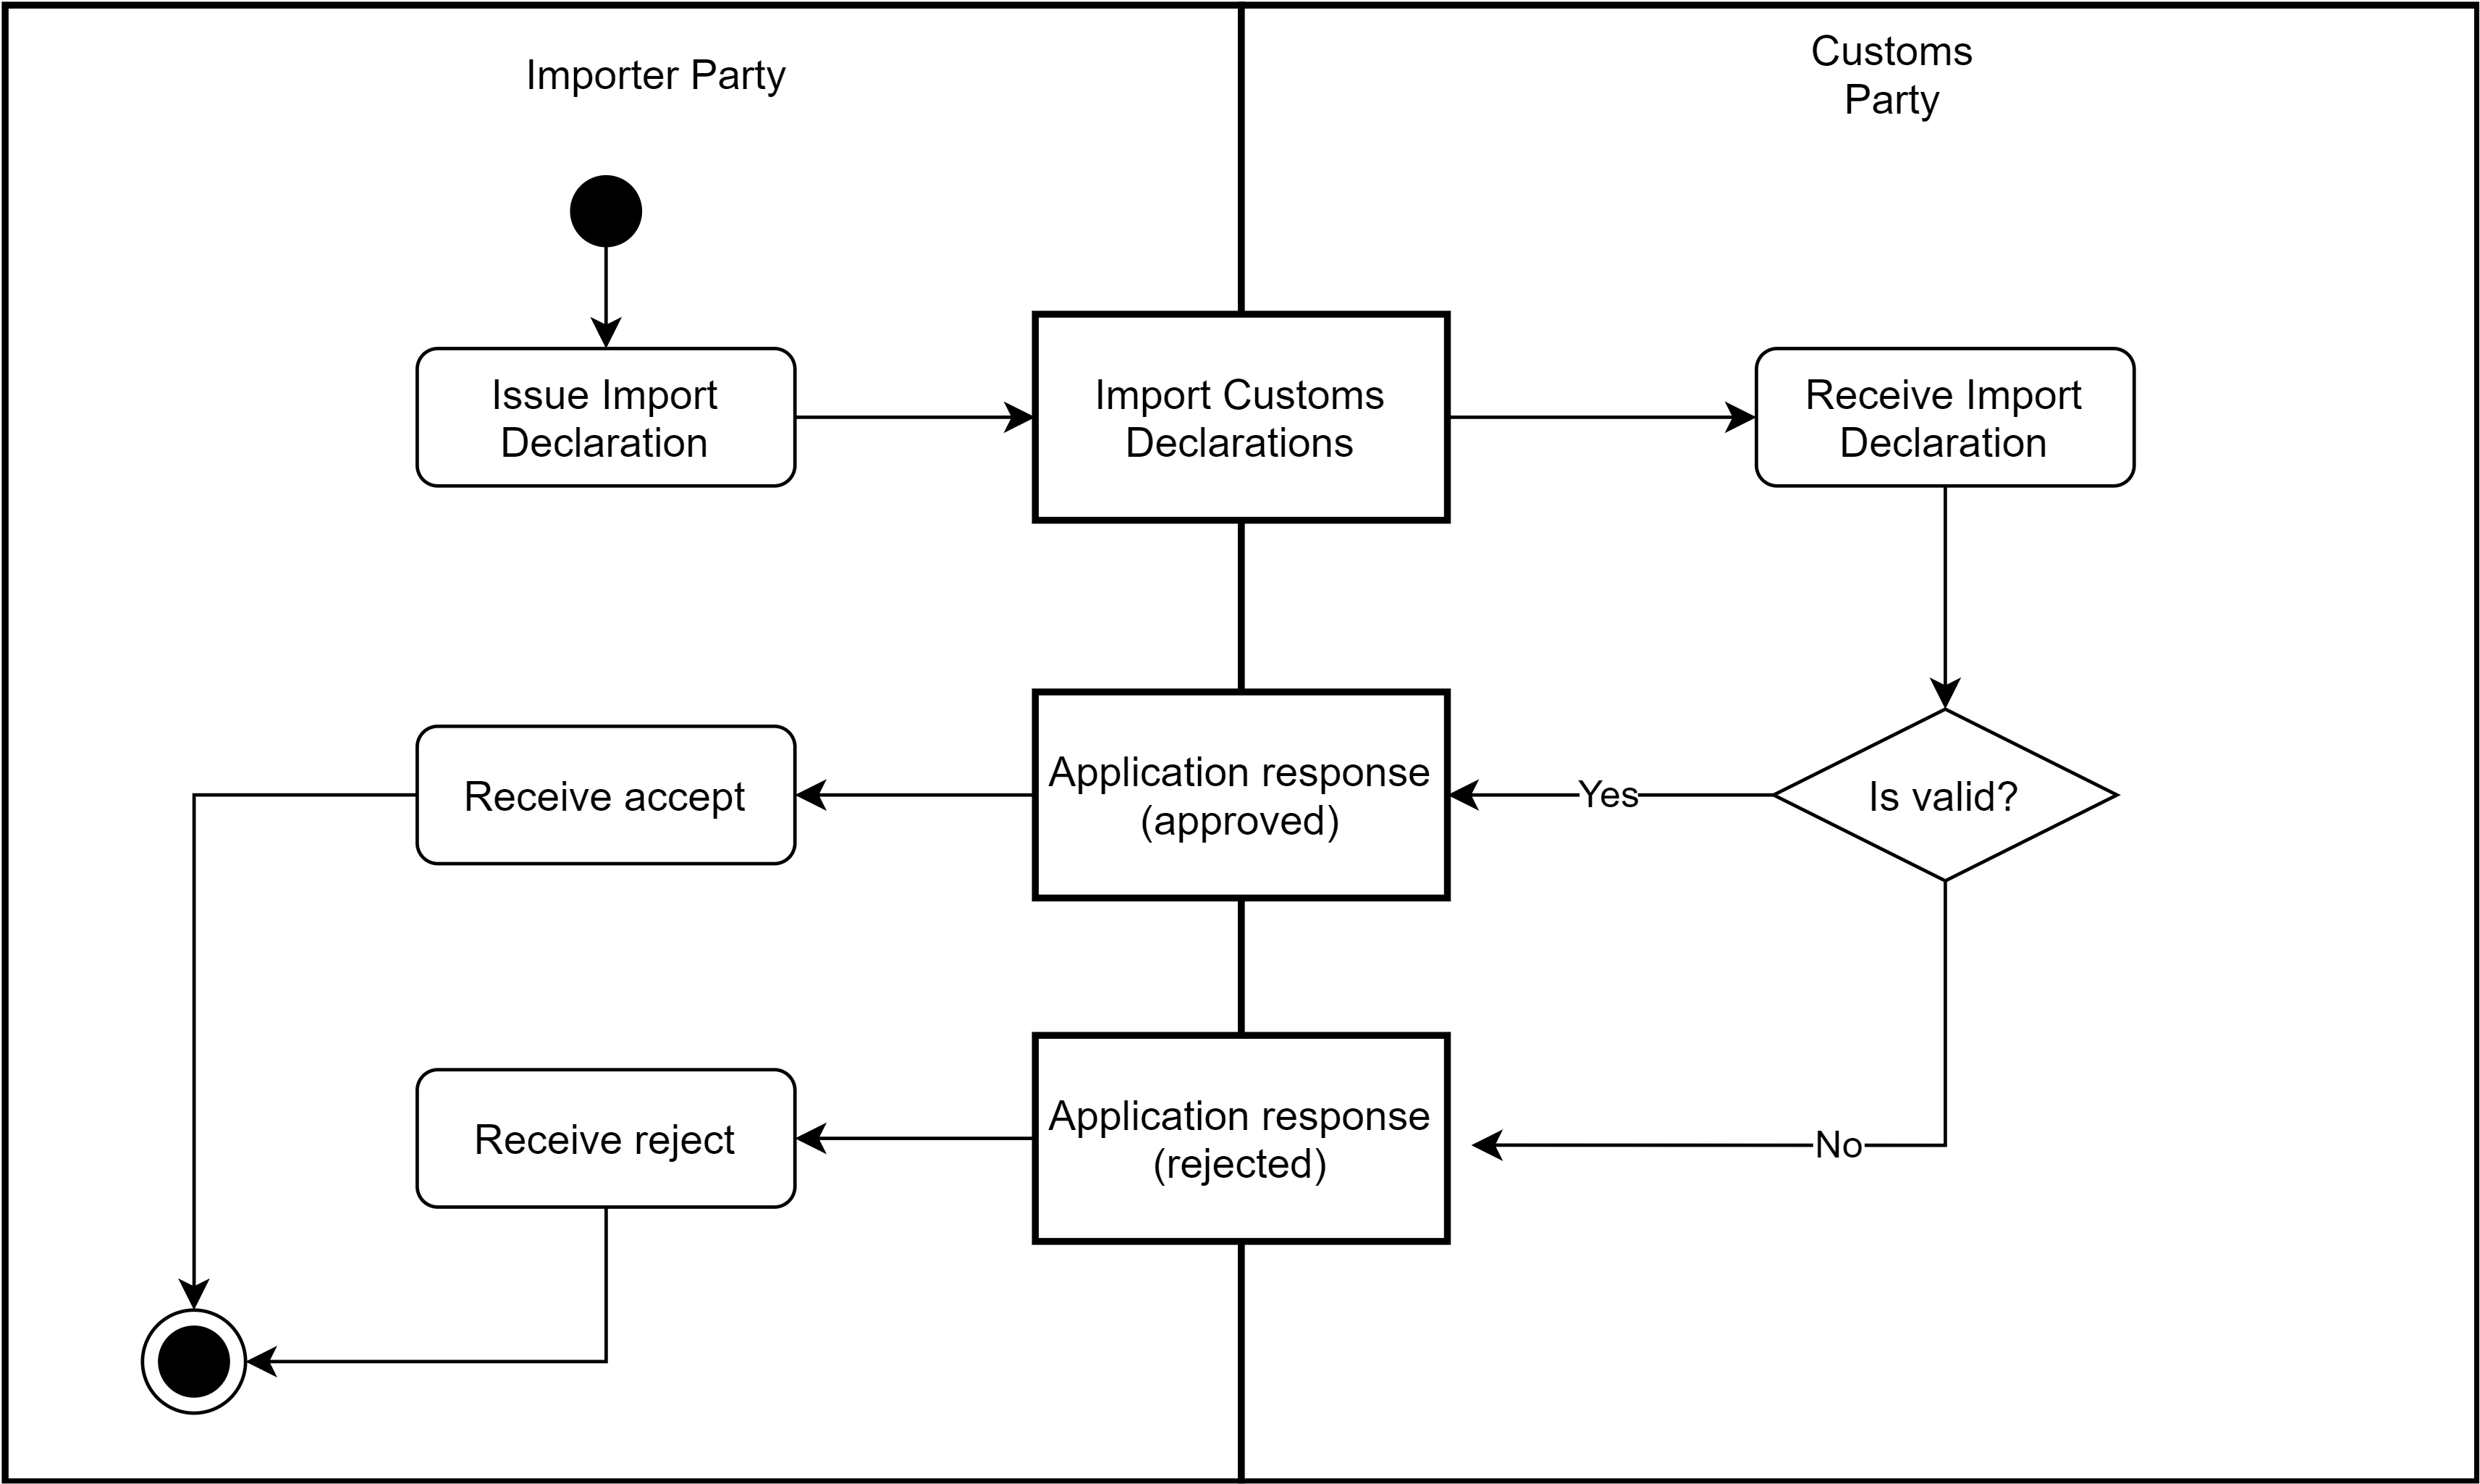 Importer Party
Customs
Party
Issue Import
Declaration
Import Customs
Declarations
Receive Import
Declaration
Receive accept
Application response
(approved)
Yes
Is valid?
Receive reject
Application response
(rejected)
No